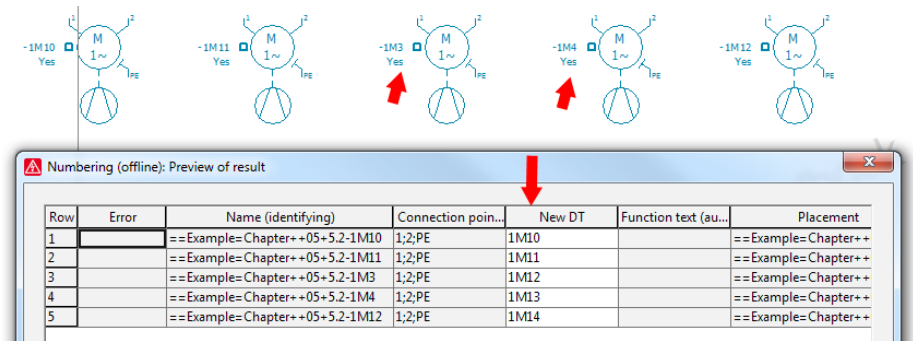 1 2 1 2 1 2 1 2 1 2
-1M10 M -1M11 M -1M3 M -1M4 M -1M12 M
Yes 1~ Yes 1~ Yes 1~ Yes 1~ Yes 1~
PE PE PE PE PE
Numbering (offline): Preview of result x
Row Error Name (identifying) Connection poin... New DT Function text (au... Placement
1 ==Example=Chapter++05+5.2-1M10 1;2;PE 1M10 ==Example=Chapter++
2 ==Example=Chapter++05+5.2-1M11 1;2;PE 1M11 ==Example=Chapter++
3 ==Example=Chapter++05+5.2-1M3 1;2;PE 1M12 ==Example=Chapter++
4 ==Example=Chapter++05+5.2-1M4 1;2;PE 1M13 ==Example=Chapter++
5 ==Example=Chapter++05+5.2-1M12 1;2;PE 1M14 ==Example=Chapter++